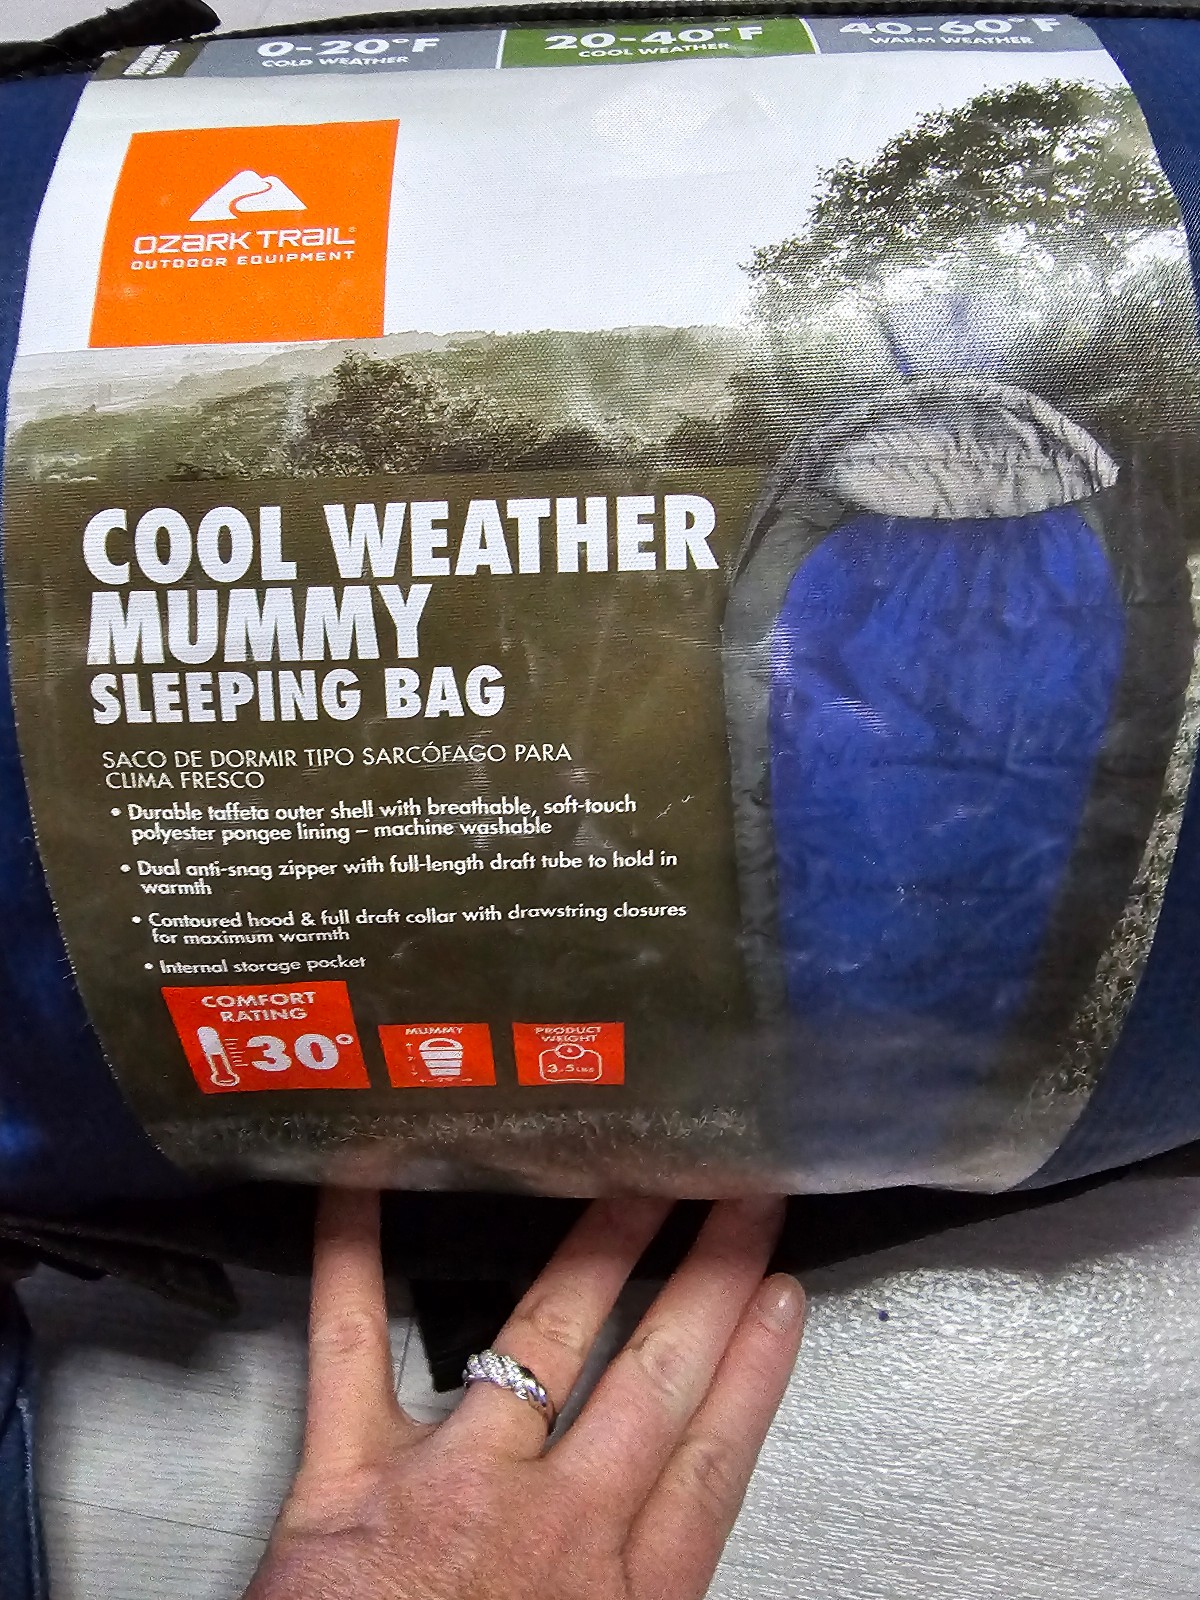 0-20°F
COLD WEATHER
20-40°F
COOL WEATHER
40-60°F
WARM WEATHER
OZARK TRAIL®
OUTDOOR EQUIPMENT
COOL WEATHER
MUMMY
SLEEPING BAG
SACO DE DORMIR TIPO SARCÓFAGO PARA
CLIMA FRESCO
• Durable taffeta outer shell with breathable, soft-touch
polyester pongee lining – machine washable
• Dual anti-snag zipper with full-length draft tube to hold in
warmth
• Contoured hood & full draft collar with drawstring closures
for maximum warmth
• Internal storage pocket
COMFORT
RATING
30°
MUMMY
PRODUCT
WEIGHT
3.5 LBS